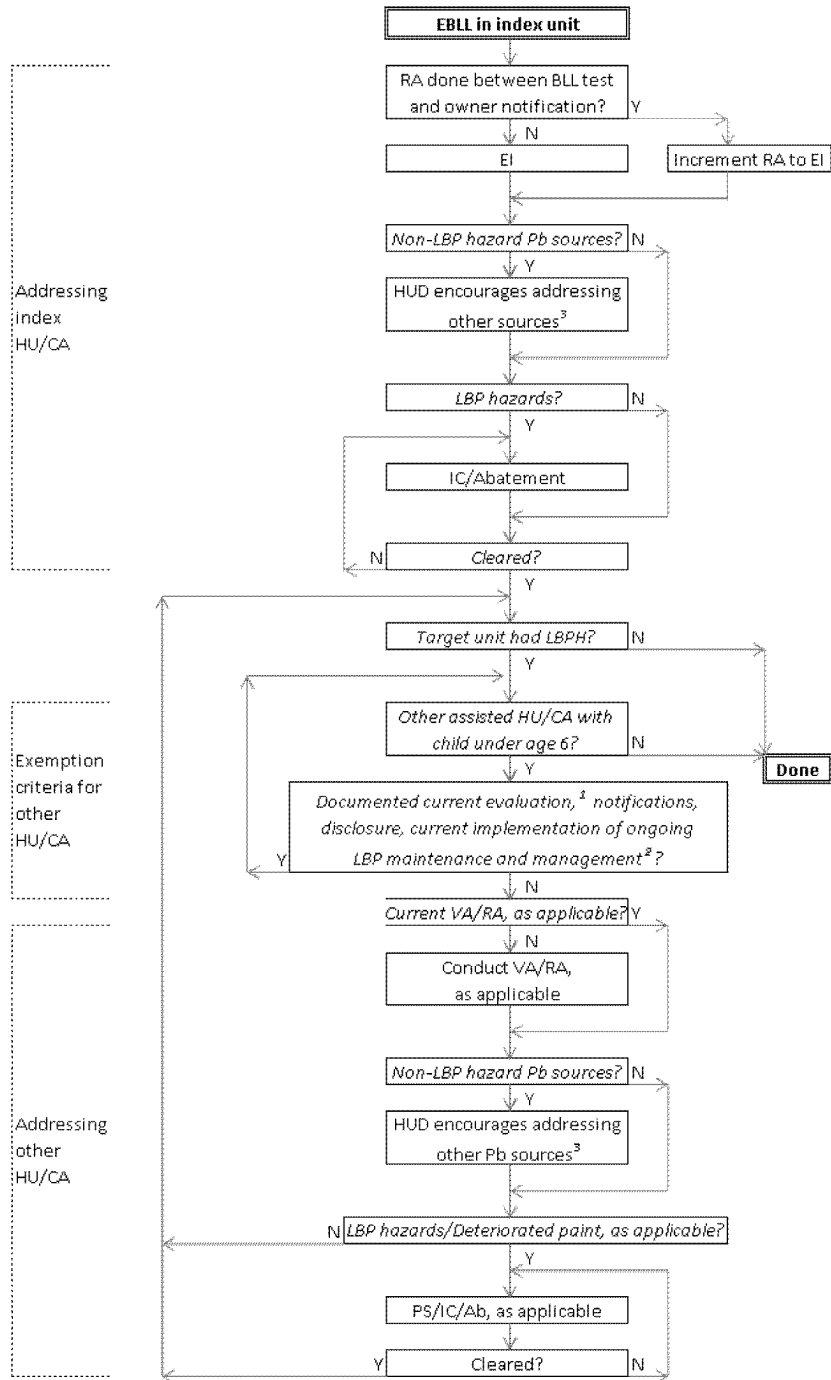 EBLL in index unit
RA done between BLL test
and owner notification?
Y
N
EI
Increment RA to EI
Non-LBP hazard Pb sources?
N
Y
Addressing
index
HU/CA
HUD encourages addressing
other sources³
LBP hazards?
N
Y
IC/Abatement
N
Cleared?
Y
Target unit had LBPH?
N
Y
Exemption
criteria for
other
HU/CA
Other assisted HU/CA with
child under age 6?
N
Y
Done
Documented current evaluation,¹ notifications,
disclosure, current implementation of ongoing
LBP maintenance and management²?
Y
N
Current VA/RA, as applicable?
Y
N
Conduct VA/RA,
as applicable
Non-LBP hazard Pb sources?
N
Y
Addressing
other
HU/CA
HUD encourages addressing
other Pb sources³
N
LBP hazards/Deteriorated paint, as applicable?
Y
PS/IC/Ab, as applicable
Y
Cleared?
N